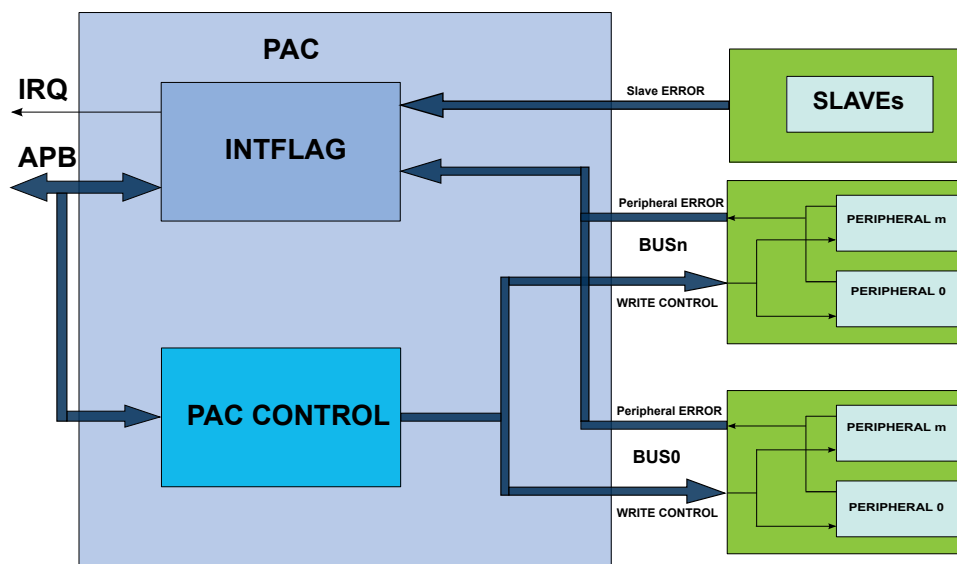 PAC
IRQ
INTFLAG
APB
PAC CONTROL
Slave ERROR
SLAVEs
Peripheral ERROR
BUSn
WRITE CONTROL
PERIPHERAL m
PERIPHERAL 0
Peripheral ERROR
BUS0
WRITE CONTROL
PERIPHERAL m
PERIPHERAL 0